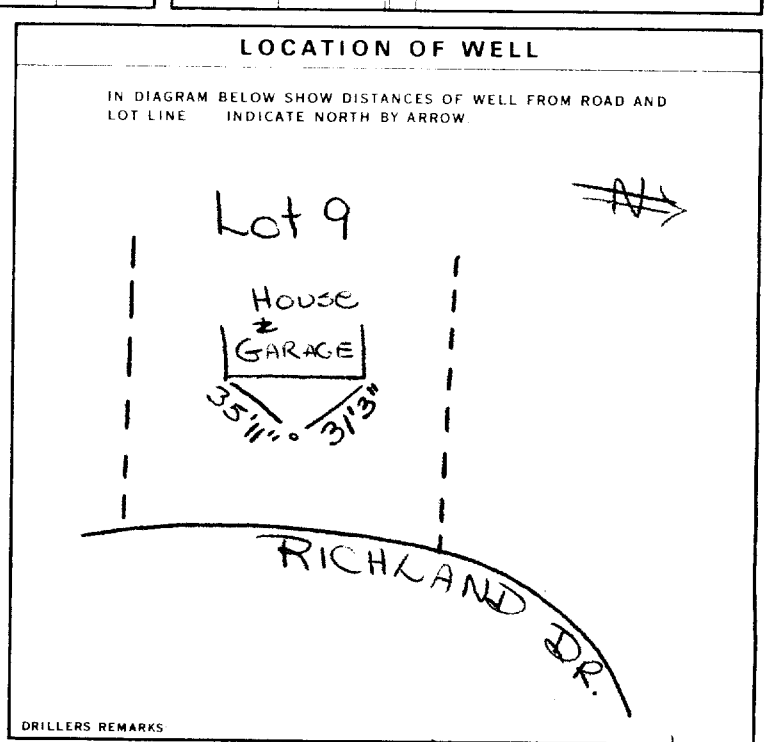 LOCATION OF WELL
IN DIAGRAM BELOW SHOW DISTANCES OF WELL FROM ROAD AND
LOT LINE INDICATE NORTH BY ARROW.
N
Lot 9
HOUSE
&
GARAGE
35'11" 31'3"
RICHLAND DR.
DRILLERS REMARKS